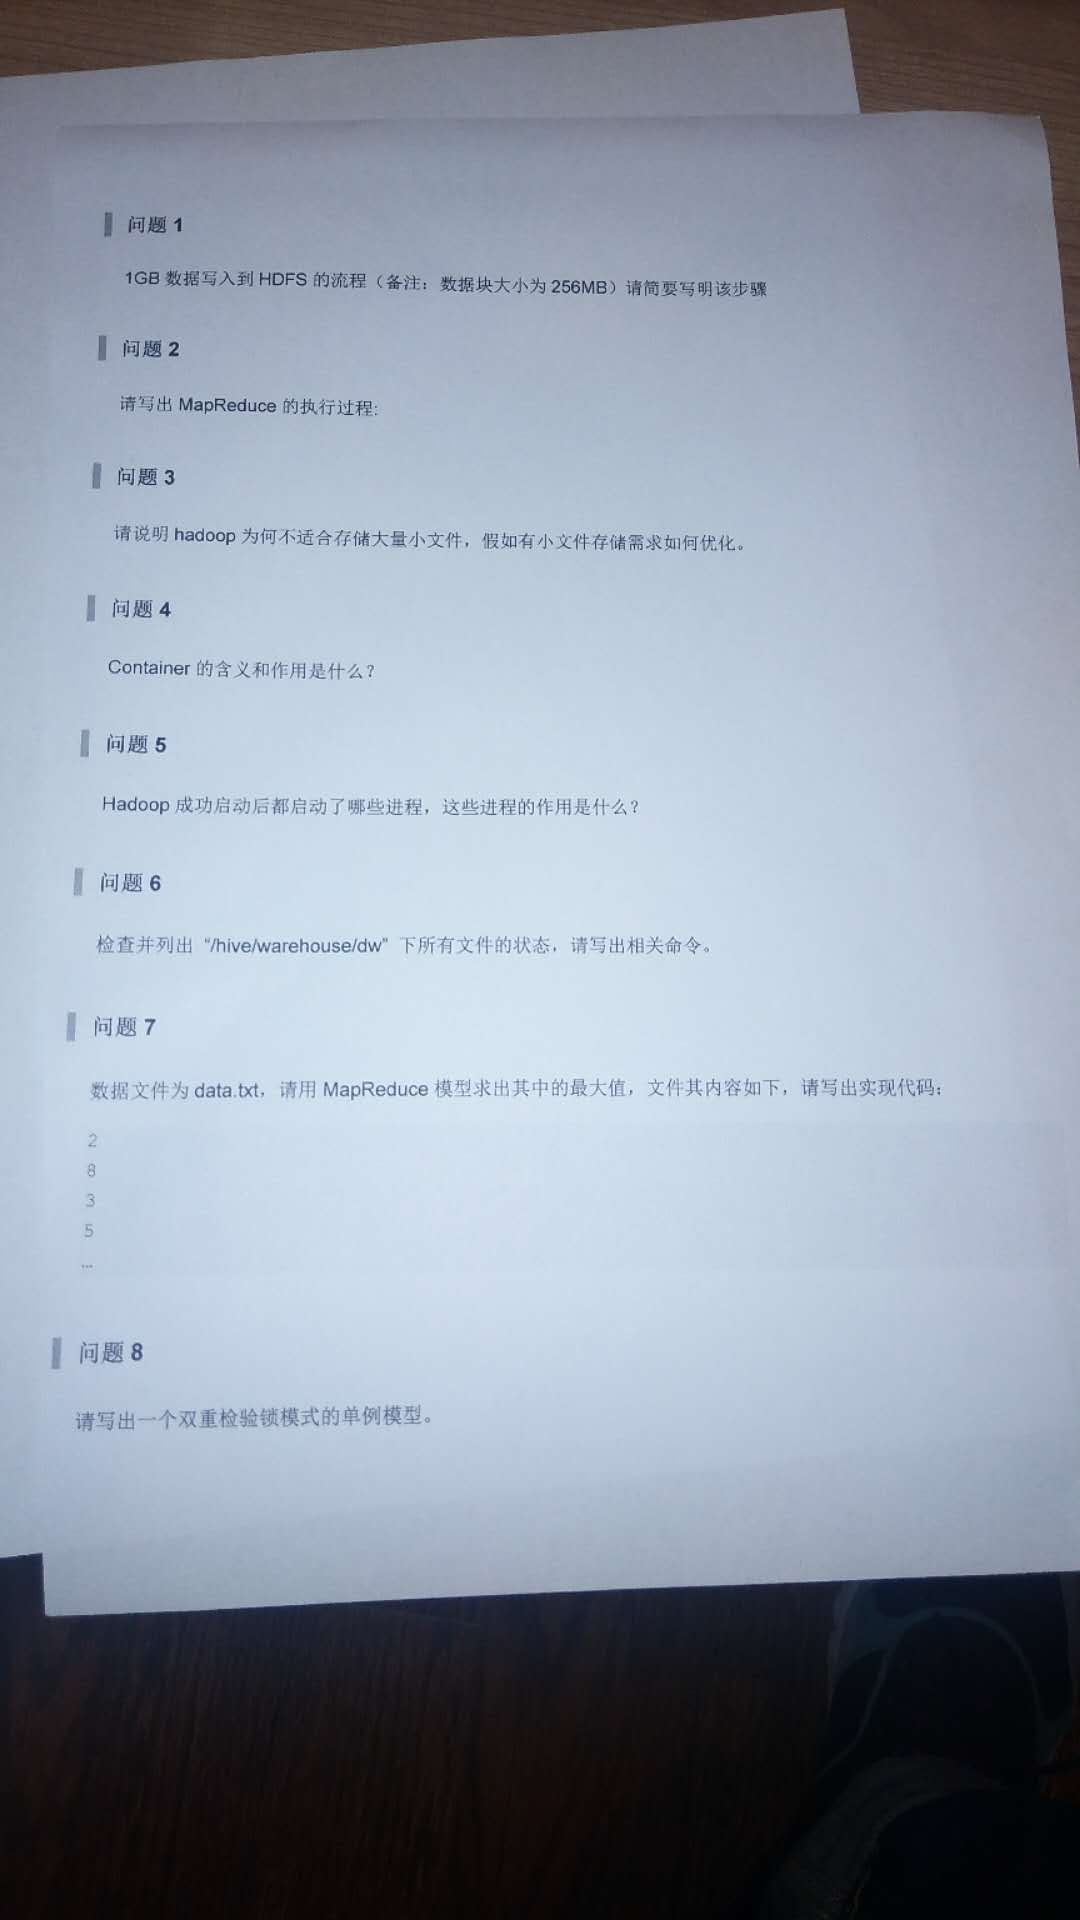 问题 1
1GB 数据写入到 HDFS 的流程（备注：数据块大小为 256MB）请简要写明该步骤
问题 2
请写出 MapReduce 的执行过程:
问题 3
请说明 hadoop 为何不适合存储大量小文件，假如有小文件存储需求如何优化。
问题 4
Container 的含义和作用是什么？
问题 5
Hadoop 成功启动后都启动了哪些进程，这些进程的作用是什么？
问题 6
检查并列出 “/hive/warehouse/dw” 下所有文件的状态，请写出相关命令。
问题 7
数据文件为 data.txt，请用 MapReduce 模型求出其中的最大值，文件其内容如下，请写出实现代码：
2
8
3
5
...
问题 8
请写出一个双重检验锁模式的单例模型。